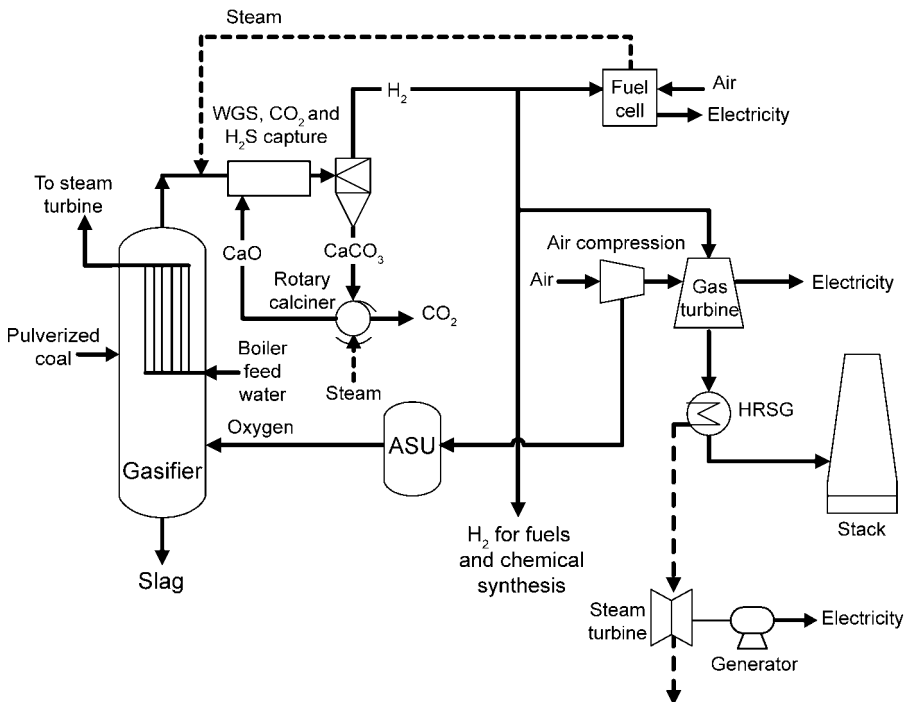 Steam
H₂
Fuel
cell
Air
Electricity
WGS, CO₂ and
H₂S capture
To steam
turbine
CaO
CaCO₃
Rotary
calciner
CO₂
Steam
Air compression
Air
Gas
turbine
Electricity
Pulverized
coal
Boiler
feed
water
HRSG
Oxygen
ASU
Gasifier
Stack
H₂ for fuels
and chemical
synthesis
Slag
Steam
turbine
Electricity
Generator